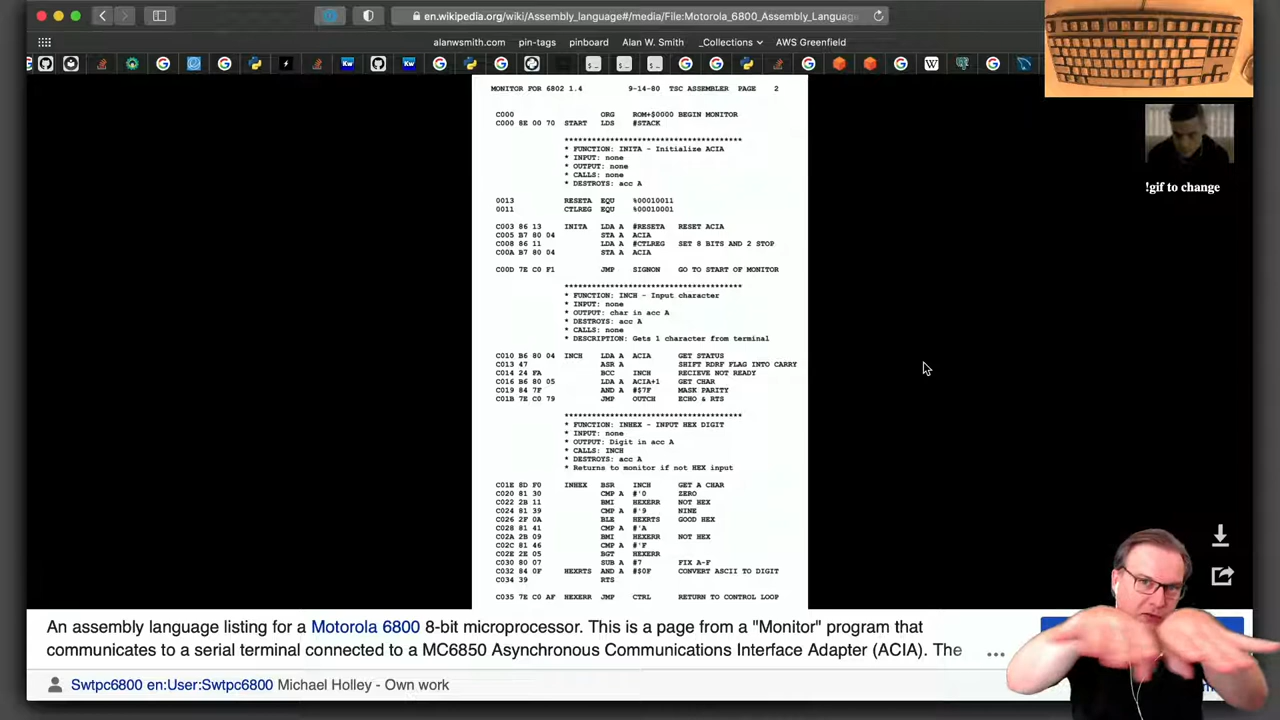 en.wikipedia.org/wiki/Assembly_language#/media/File:Motorola_6800_Assembly_Language
alanwsmith.com pin-tags pinboard Alan W. Smith _Collections AWS Greenfield
MONITOR FOR 6802 1.4 9-14-80 TSC ASSEMBLER PAGE 2
C000 ORG ROM+$0000 BEGIN MONITOR
C000 8E 00 70 START LDS #STACK
*****************************************
* FUNCTION: INITA - Initialize ACIA
* INPUT: none
* OUTPUT: none
* CALLS: none
* DESTROYS: acc A
0013 RESETA EQU %00010011
0011 CTLREG EQU %00010001
C003 86 13 INITA LDA A #RESETA RESET ACIA
C005 B7 80 04 STA A ACIA
C008 86 11 LDA A #CTLREG SET 8 BITS AND 2 STOP
C00A B7 80 04 STA A ACIA
C00D 7E C0 F1 JMP SIGNON GO TO START OF MONITOR
*****************************************
* FUNCTION: INCH - Input character
* INPUT: none
* OUTPUT: char in acc A
* DESTROYS: acc A
* CALLS: none
* DESCRIPTION: Gets 1 character from terminal
C010 B6 80 04 INCH LDA A ACIA GET STATUS
C013 47 ASR A SHIFT RDRF FLAG INTO CARRY
C014 24 FA BCC INCH RECIEVE NOT READY
C016 B6 80 05 LDA A ACIA+1 GET CHAR
C019 84 7F AND A #$7F MASK PARITY
C01B 7E C0 79 JMP OUTCH ECHO & RTS
*****************************************
* FUNCTION: INHEX - INPUT HEX DIGIT
* INPUT: none
* OUTPUT: Digit in acc A
* CALLS: INCH
* DESTROYS: acc A
* Returns to monitor if not HEX input
C01E 8D F0 INHEX BSR INCH GET A CHAR
C020 81 30 CMP A #'0 ZERO
C022 2B 11 BMI HEXERR NOT HEX
C024 81 39 CMP A #'9 NINE
C026 2F 0A BLE HEXRTS GOOD HEX
C028 81 41 CMP A #'A
C02A 2B 09 BMI HEXERR NOT HEX
C02C 81 46 CMP A #'F
C02E 2E 05 BGT HEXERR
C030 80 07 SUB A #7 FIX A-F
C032 84 0F HEXRTS AND A #$0F CONVERT ASCII TO DIGIT
C034 39 RTS
C035 7E C0 AF HEXERR JMP CTRL RETURN TO CONTROL LOOP
!gif to change
An assembly language listing for a Motorola 6800 8-bit microprocessor. This is a page from a "Monitor" program that
communicates to a serial terminal connected to a MC6850 Asynchronous Communications Interface Adapter (ACIA). The ...
Swtpc6800 en:User:Swtpc6800 Michael Holley - Own work